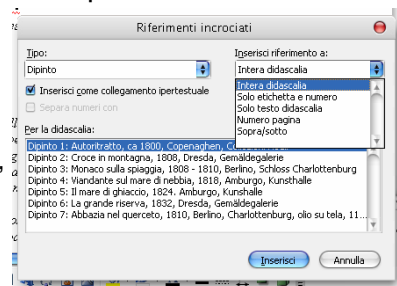 Riferimenti incrociati
Tipo:
Inserisci riferimento a:
Dipinto
Intera didascalia
Inserisci come collegamento ipertestuale
Separa numeri con
Intera didascalia
Solo etichetta e numero
Solo testo didascalia
Numero pagina
Sopra/sotto
Per la didascalia:
Dipinto 1: Autoritratto, ca 1800, Copenaghen,
Dipinto 2: Croce in montagna, 1808, Dresda, Gemäldegalerie
Dipinto 3: Monaco sulla spiaggia, 1808 - 1810, Berlino, Schloss Charlottenburg
Dipinto 4: Viandante sul mare di nebbia, 1818, Amburgo, Kunsthalle
Dipinto 5: Il mare di ghiaccio, 1824. Amburgo, Kunsthalle
Dipinto 6: La grande riserva, 1832, Dresda, Gemäldegalerie
Dipinto 7: Abbazia nel querceto, 1810, Berlino, Charlottenburg, olio su tela, 11...
Inserisci
Annulla